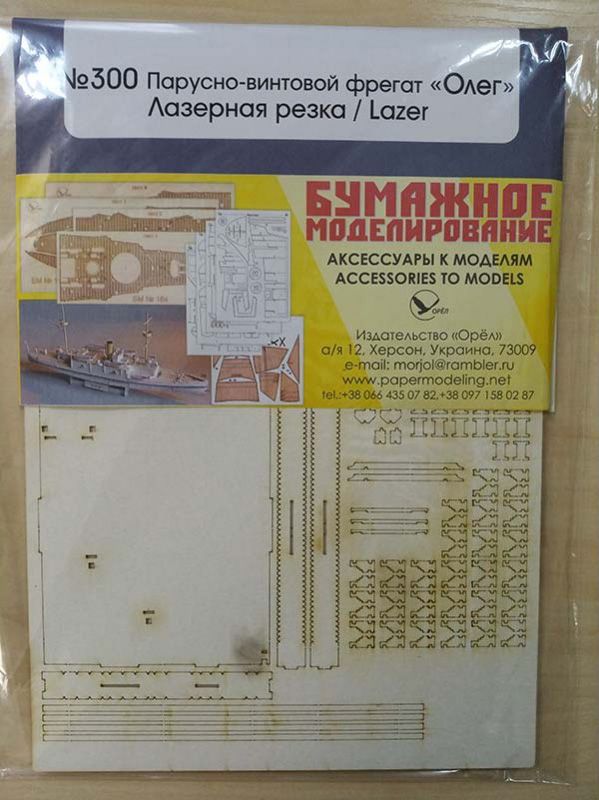 №300 Парусно-винтовой фрегат «Олег»
Лазерная резка / Lazer
БУМАЖНОЕ
МОДЕЛИРОВАНИЕ
АКСЕССУАРЫ К МОДЕЛЯМ
ACCESSORIES TO MODELS
ОРЁЛ
Издательство «Орёл»
а/я 12, Херсон, Украина, 73009
e-mail: morjol@rambler.ru
www.papermodeling.net
tel.:+38 066 435 07 82,+38 097 158 02 87